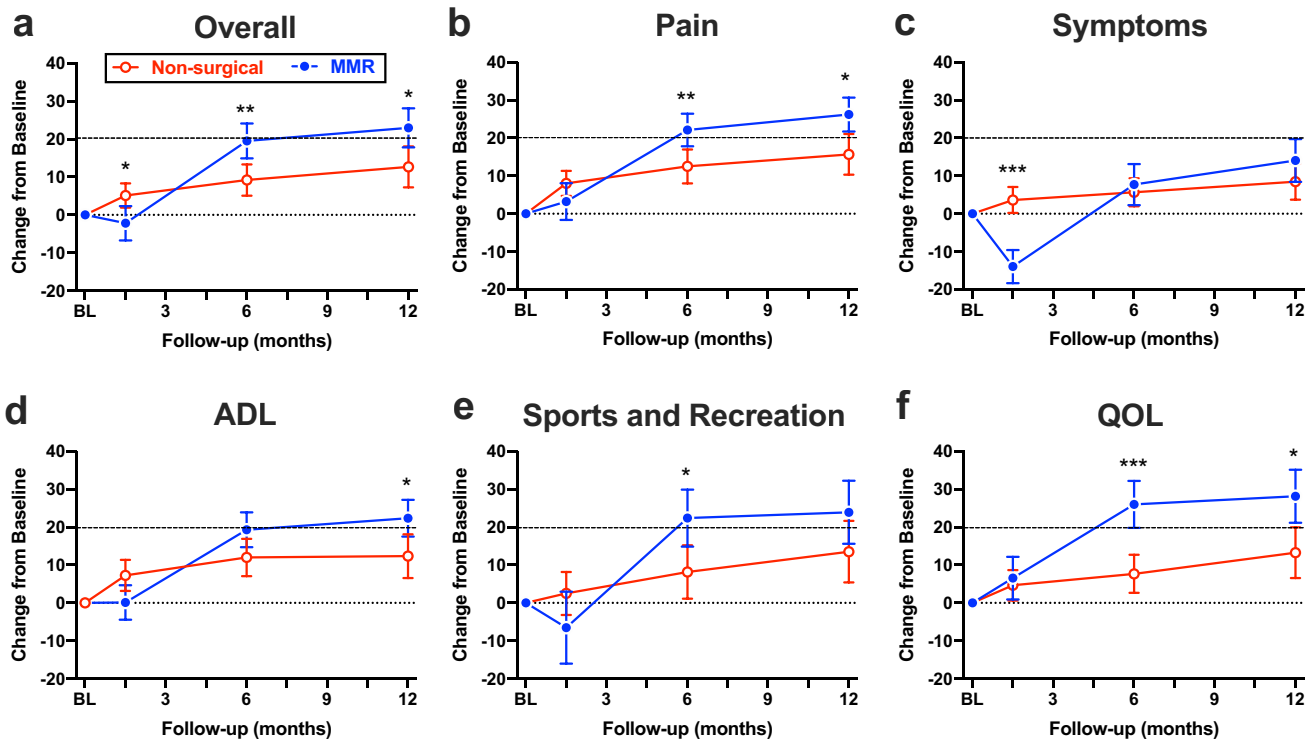 a Overall
Non-surgical MMR
Change from Baseline
40
30
20
10
0
-10
-20
*
**
*
BL 3 6 9 12
Follow-up (months)
b Pain
Change from Baseline
40
30
20
10
0
-10
-20
**
*
BL 3 6 9 12
Follow-up (months)
c Symptoms
Change from Baseline
40
30
20
10
0
-10
-20
***
BL 3 6 9 12
Follow-up (months)
d ADL
Change from Baseline
40
30
20
10
0
-10
-20
*
BL 3 6 9 12
Follow-up (months)
e Sports and Recreation
Change from Baseline
40
30
20
10
0
-10
-20
*
BL 3 6 9 12
Follow-up (months)
f QOL
Change from Baseline
40
30
20
10
0
-10
-20
***
*
BL 3 6 9 12
Follow-up (months)